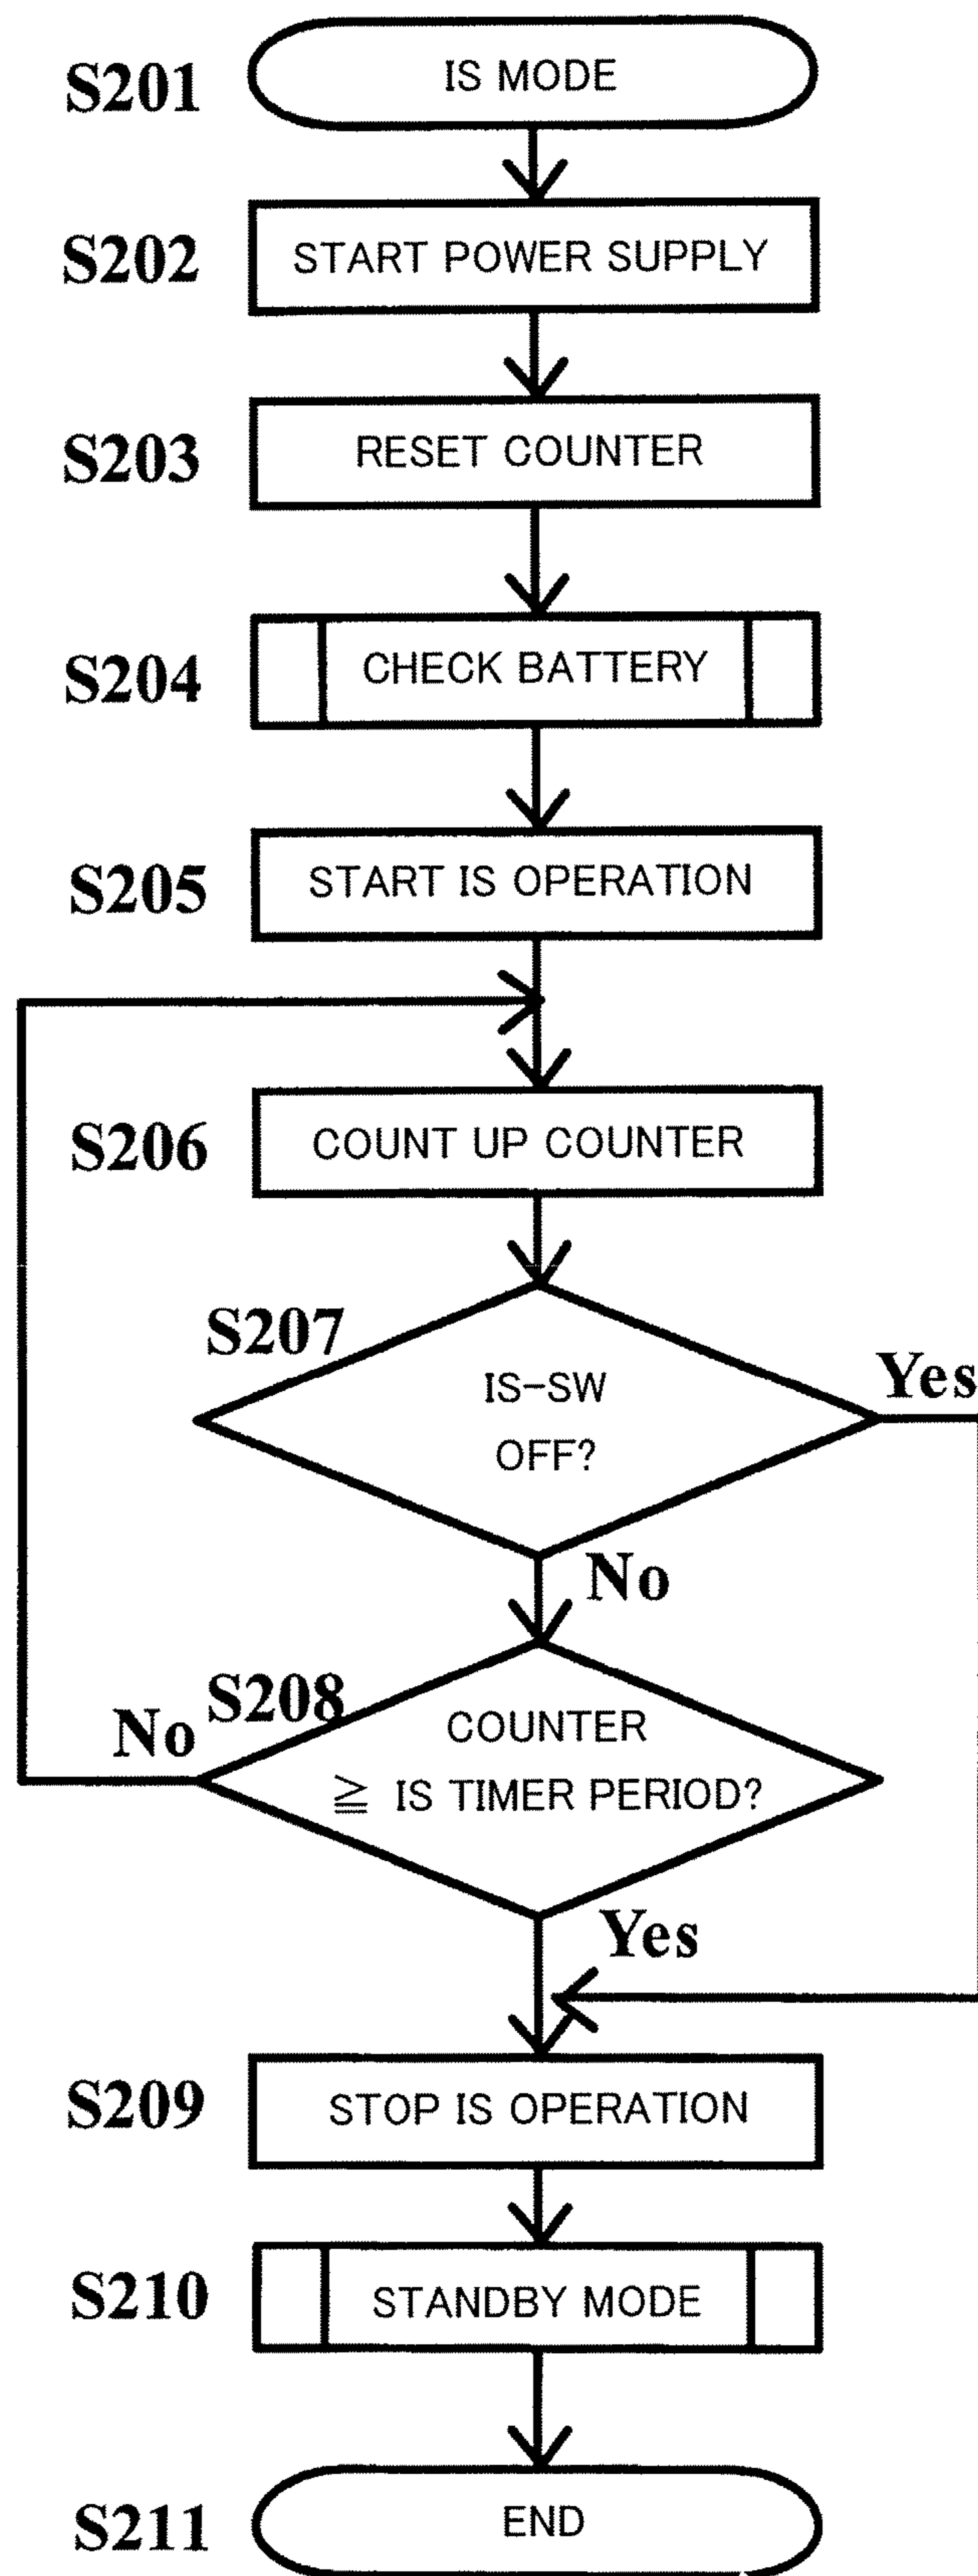 S201
IS MODE
S202
START POWER SUPPLY
S203
RESET COUNTER
S204
CHECK BATTERY
S205
START IS OPERATION
S206
COUNT UP COUNTER
S207
IS-SW
OFF?
Yes
No
S208
COUNTER
≧ IS TIMER PERIOD?
No
Yes
S209
STOP IS OPERATION
S210
STANDBY MODE
S211
END